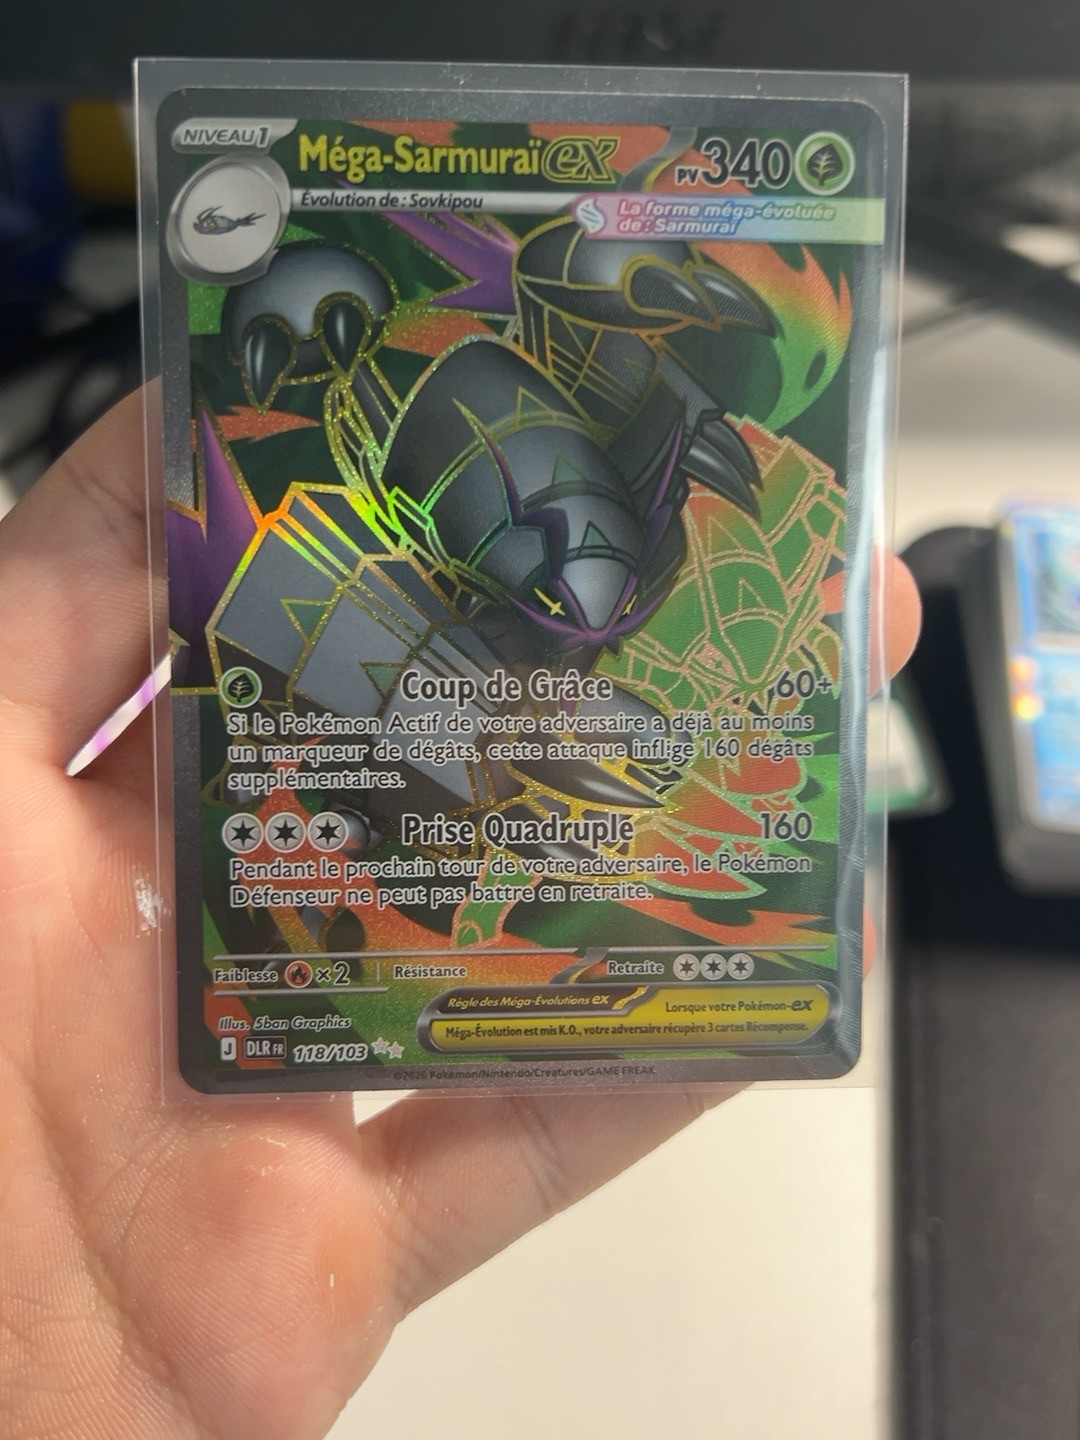 NIVEAU 1
Méga-Sarmuraï ex
PV 340
Évolution de : Sovkipou
La forme méga-évoluée
de : Sarmuraï
Coup de Grâce 60+
Si le Pokémon Actif de votre adversaire a déjà au moins
un marqueur de dégâts, cette attaque inflige 160 dégâts
supplémentaires.
Prise Quadruple 160
Pendant le prochain tour de votre adversaire, le Pokémon
Défenseur ne peut pas battre en retraite.
Faiblesse ×2 Résistance Retraite
Règle des Méga-Évolutions ex Lorsque votre Pokémon-ex
Méga-Évolution est mis K.O., votre adversaire récupère 3 cartes Récompense.
Illus. 5ban Graphics
J DLR FR 118/103
©2026 Pokémon/Nintendo/Creatures/GAME FREAK